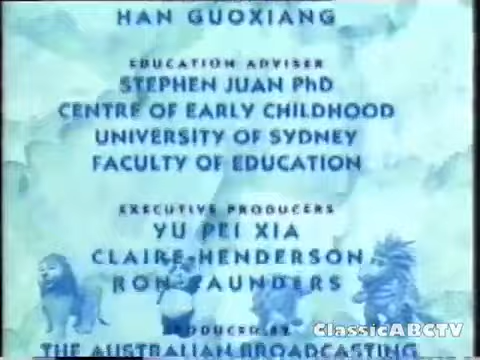 HAN GUOXIANG
EDUCATION ADVISER
STEPHEN JUAN PhD
CENTRE OF EARLY CHILDHOOD
UNIVERSITY OF SYDNEY
FACULTY OF EDUCATION
EXECUTIVE PRODUCERS
YU PEI XIA
CLAIRE HENDERSON
RON SAUNDERS
PRODUCED BY
THE AUSTRALIAN BROADCASTING
ClassicABCTV